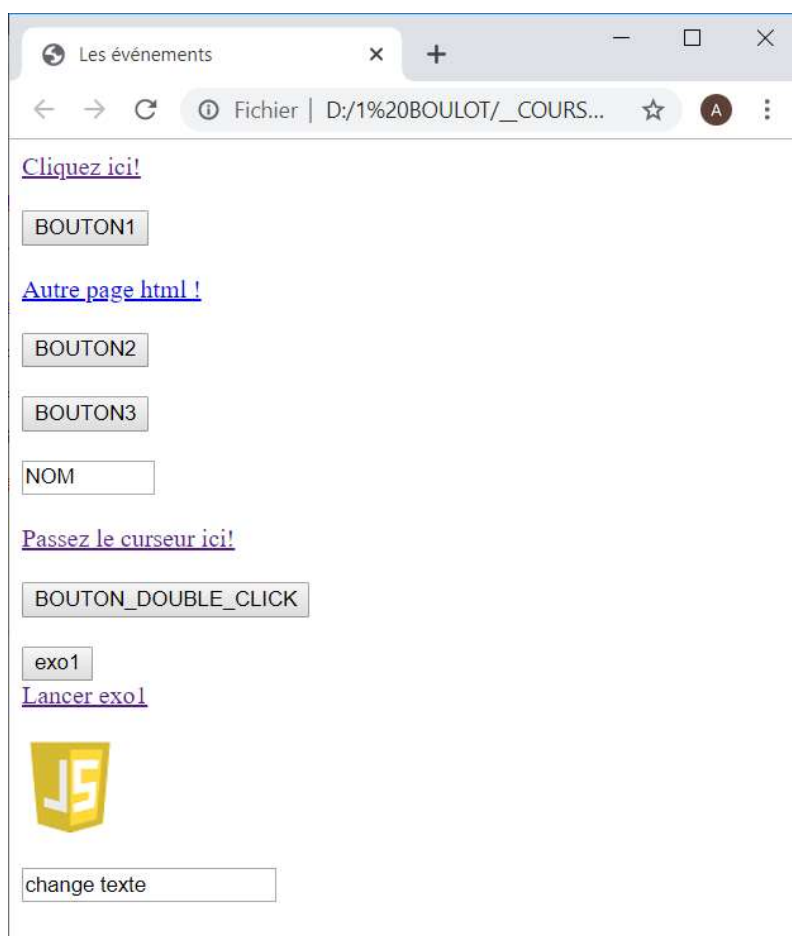 Les événements
Fichier | D:/1%20BOULOT/__COURS... A
Cliquez ici!
BOUTON1
Autre page html !
BOUTON2
BOUTON3
NOM
Passez le curseur ici!
BOUTON_DOUBLE_CLICK
exo1
Lancer exo1
JS
change texte